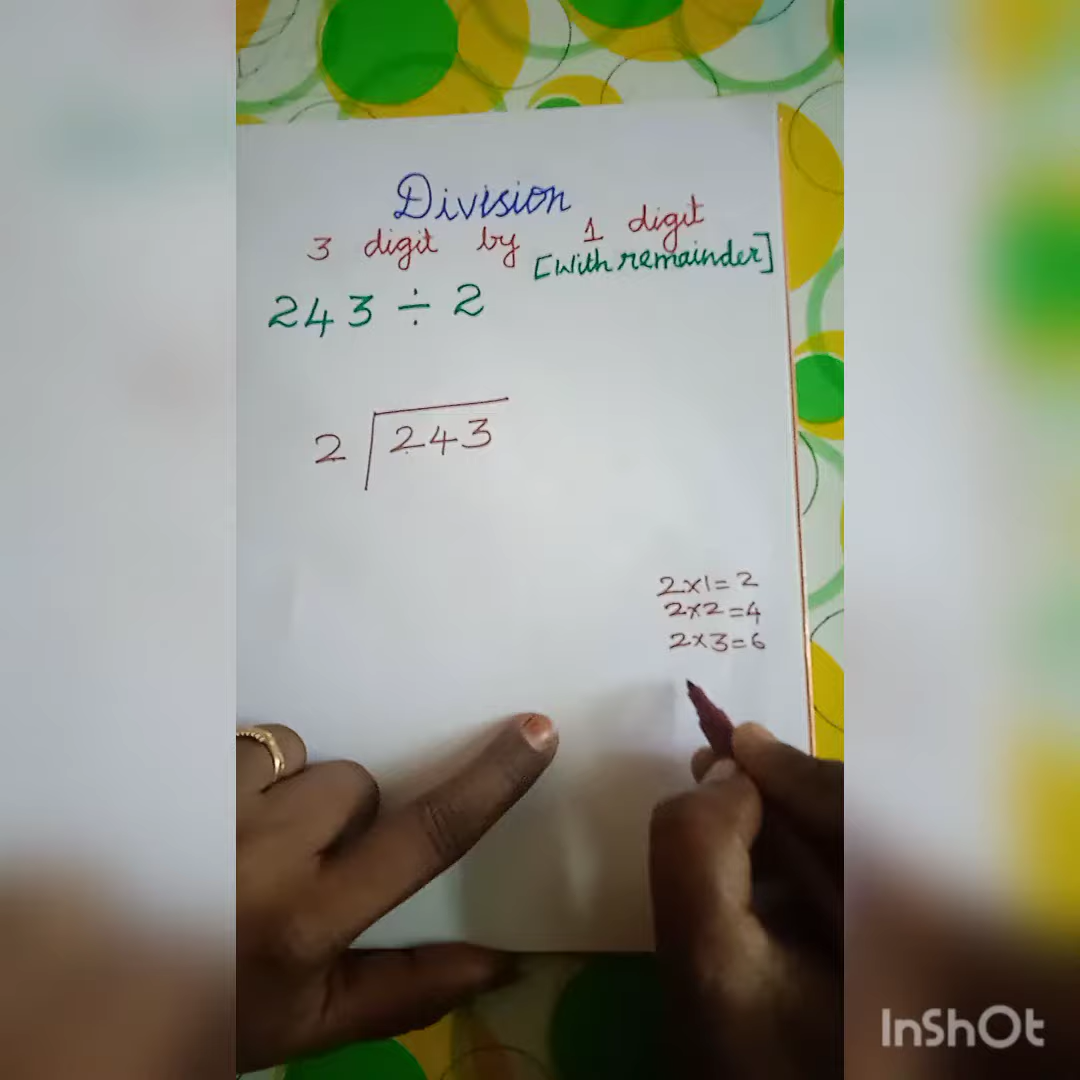 Division
3 digit by 1 digit
[With remainder]
243 ÷ 2
2 243
2×1=2
2×2=4
2×3=6
InShOt